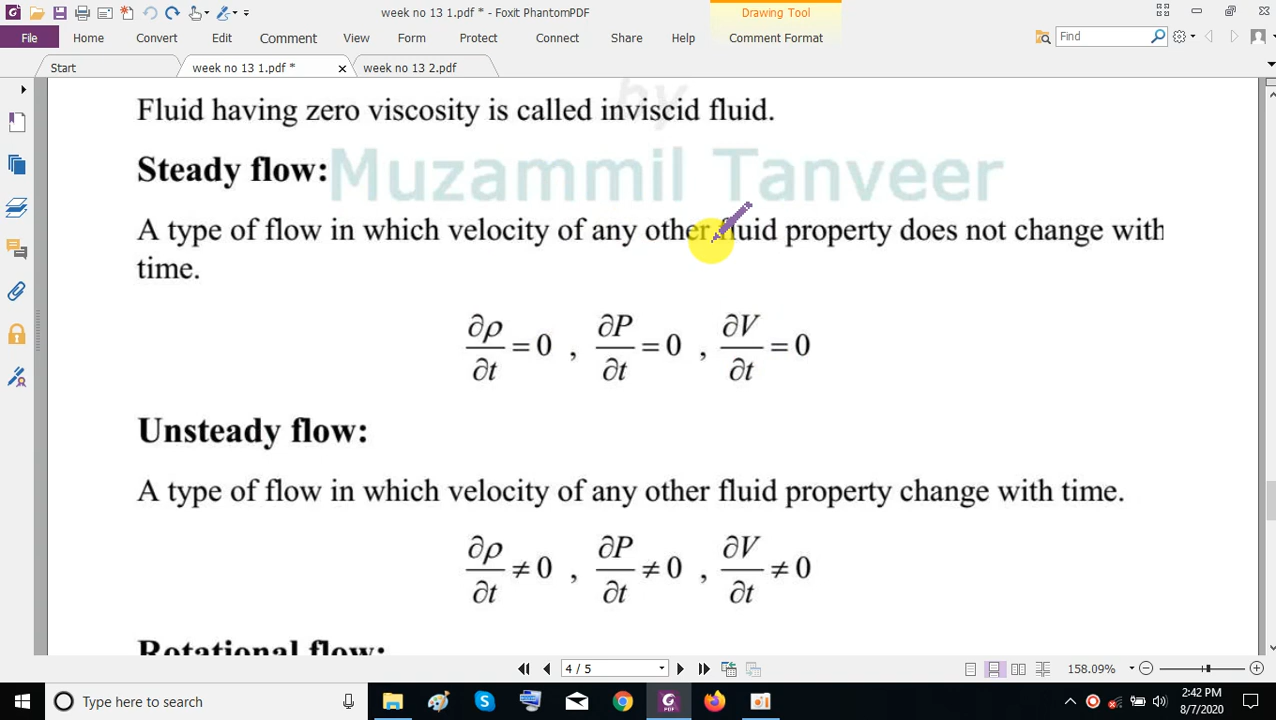 week no 13 1.pdf * - Foxit PhantomPDF
Drawing Tool
File Home Convert Edit Comment View Form Protect Connect Share Help Comment Format Find
Start week no 13 1.pdf * week no 13 2.pdf
by
Fluid having zero viscosity is called inviscid fluid.
Muzammil Tanveer
Steady flow:
A type of flow in which velocity of any other fluid property does not change with
time.
∂ρ/∂t = 0 , ∂P/∂t = 0 , ∂V/∂t = 0
Unsteady flow:
A type of flow in which velocity of any other fluid property change with time.
∂ρ/∂t ≠ 0 , ∂P/∂t ≠ 0 , ∂V/∂t ≠ 0
Rotational flow:
4 / 5 158.09%
Type here to search
2:42 PM
8/7/2020